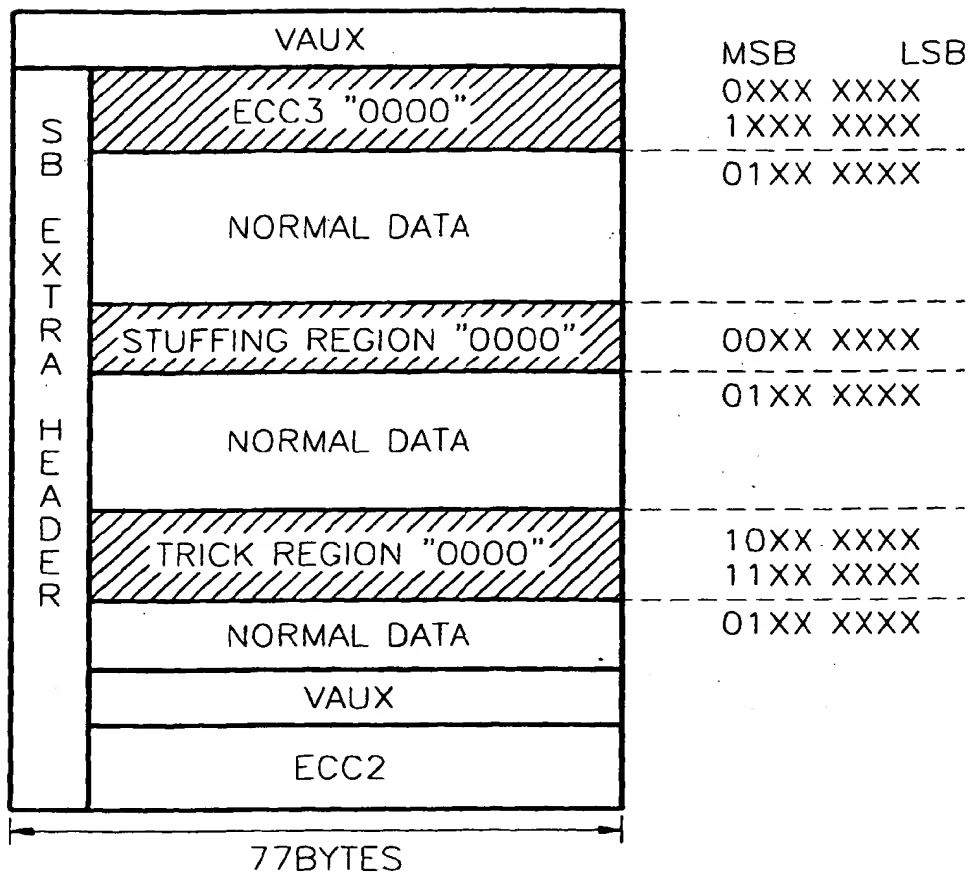 VAUX
MSB LSB
ECC3 "0000"
0XXX XXXX
1XXX XXXX
01XX XXXX
SB EXTRA HEADER
NORMAL DATA
STUFFING REGION "0000"
00XX XXXX
01XX XXXX
NORMAL DATA
TRICK REGION "0000"
10XX XXXX
11XX XXXX
01XX XXXX
NORMAL DATA
VAUX
ECC2
77BYTES